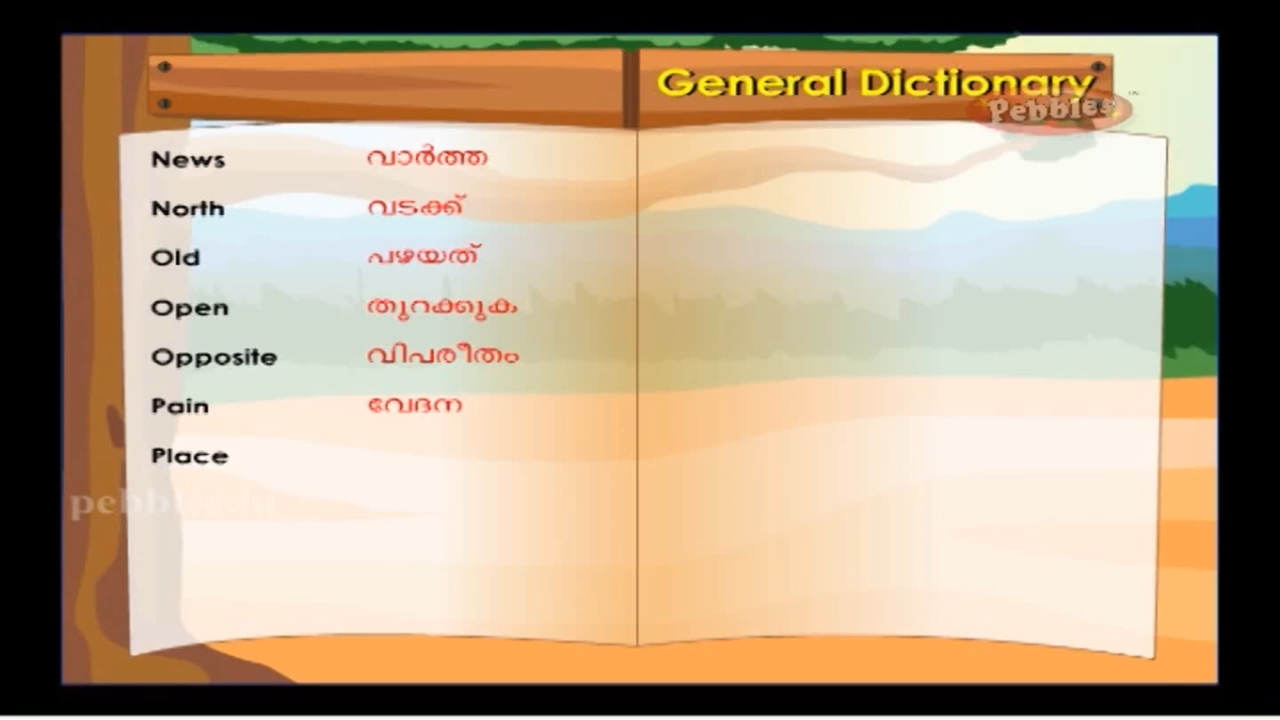 General Dictionary
Pebbles
News വാർത്ത
North വടക്ക്
Old പഴയത്
Open തുറക്കുക
Opposite വിപരീതം
Pain വേദന
Place